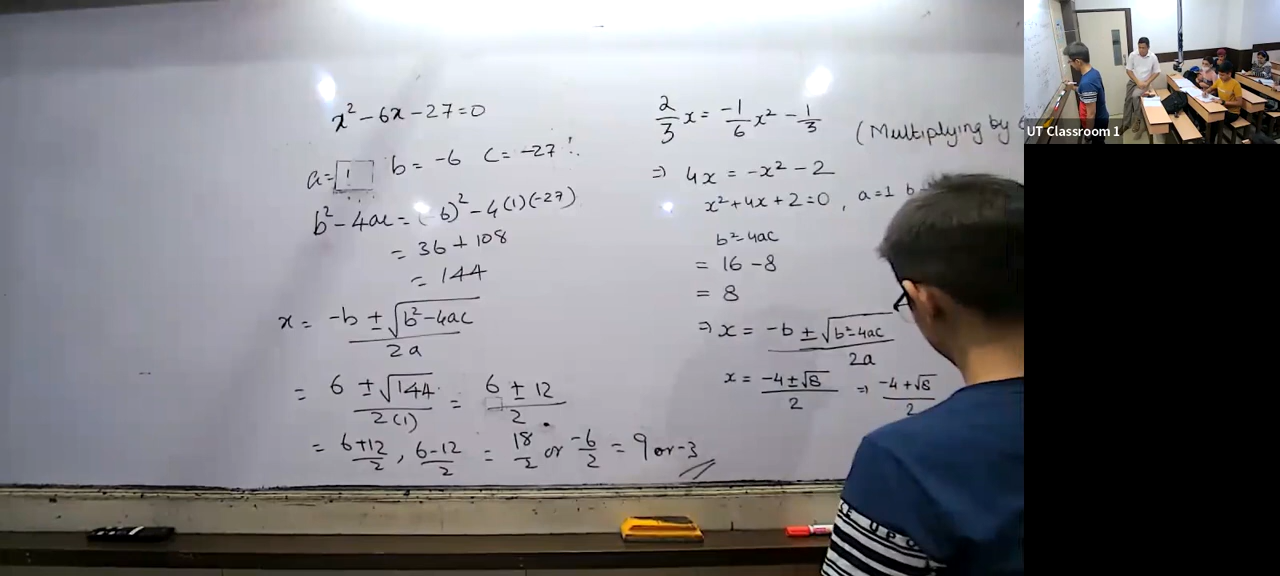 x² - 6x - 27 = 0
a = 1 b = -6 c = -27
b² - 4ac = (-6)² - 4(1)(-27)
= 36 + 108
= 144
x = -b ± √(b² - 4ac) / 2a
= 6 ± √144 / 2(1) = 6 ± 12 / 2
= 6+12 / 2 , 6-12 / 2 = 18/2 or -6/2 = 9 or -3
2/3 x = -1/6 x² - 1/3
(Multiplying by
⇒ 4x = -x² - 2
x² + 4x + 2 = 0 , a = 1 b
b² - 4ac
= 16 - 8
= 8
⇒ x = -b ± √(b² - 4ac) / 2a
x = -4 ± √8 / 2 ⇒ -4 + √8 / 2
UT Classroom 1